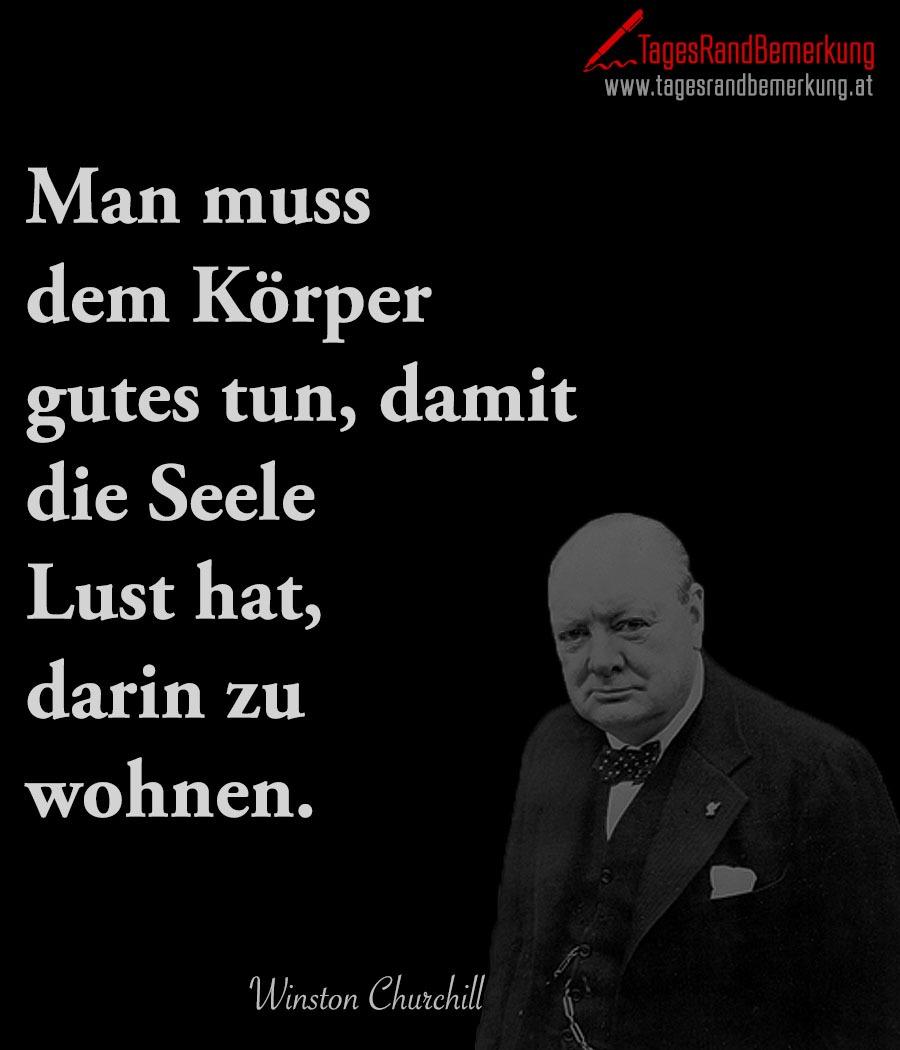 TagesRandBemerkung
www.tagesrandbemerkung.at
Man muss
dem Körper
gutes tun, damit
die Seele
Lust hat,
darin zu
wohnen.
Winston Churchill